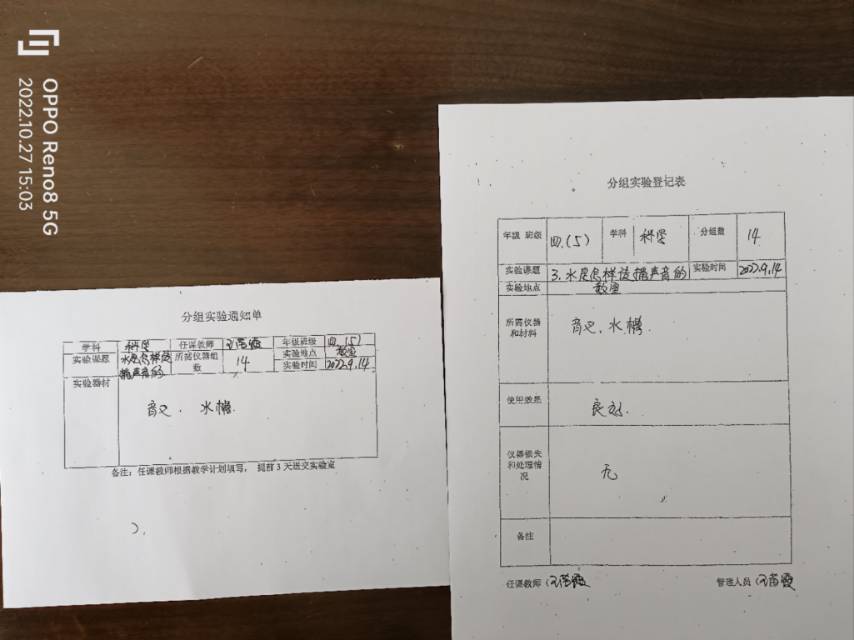 OPPO Reno8 5G
2022.10.27 15:03
分组实验通知单
学科 科学 任课教师 年级班级 四.(5)
实验课题 水是怎样传播声音的 所需仪器组数 14 实验地点 教室
实验时间 2022.9.14
实验器材
音叉、水槽
备注:任课教师根据教学计划填写,提前3天送交实验室
分组实验登记表
年级 班级 四.(5) 学科 科学 分组数 14
实验课题 3.水是怎样传播声音的 实验时间 2022.9.14
实验地点 教室
所需仪器和材料 音叉、水槽.
使用效果 良好.
仪器损失和处理情况 无
备注
任课教师 管理人员